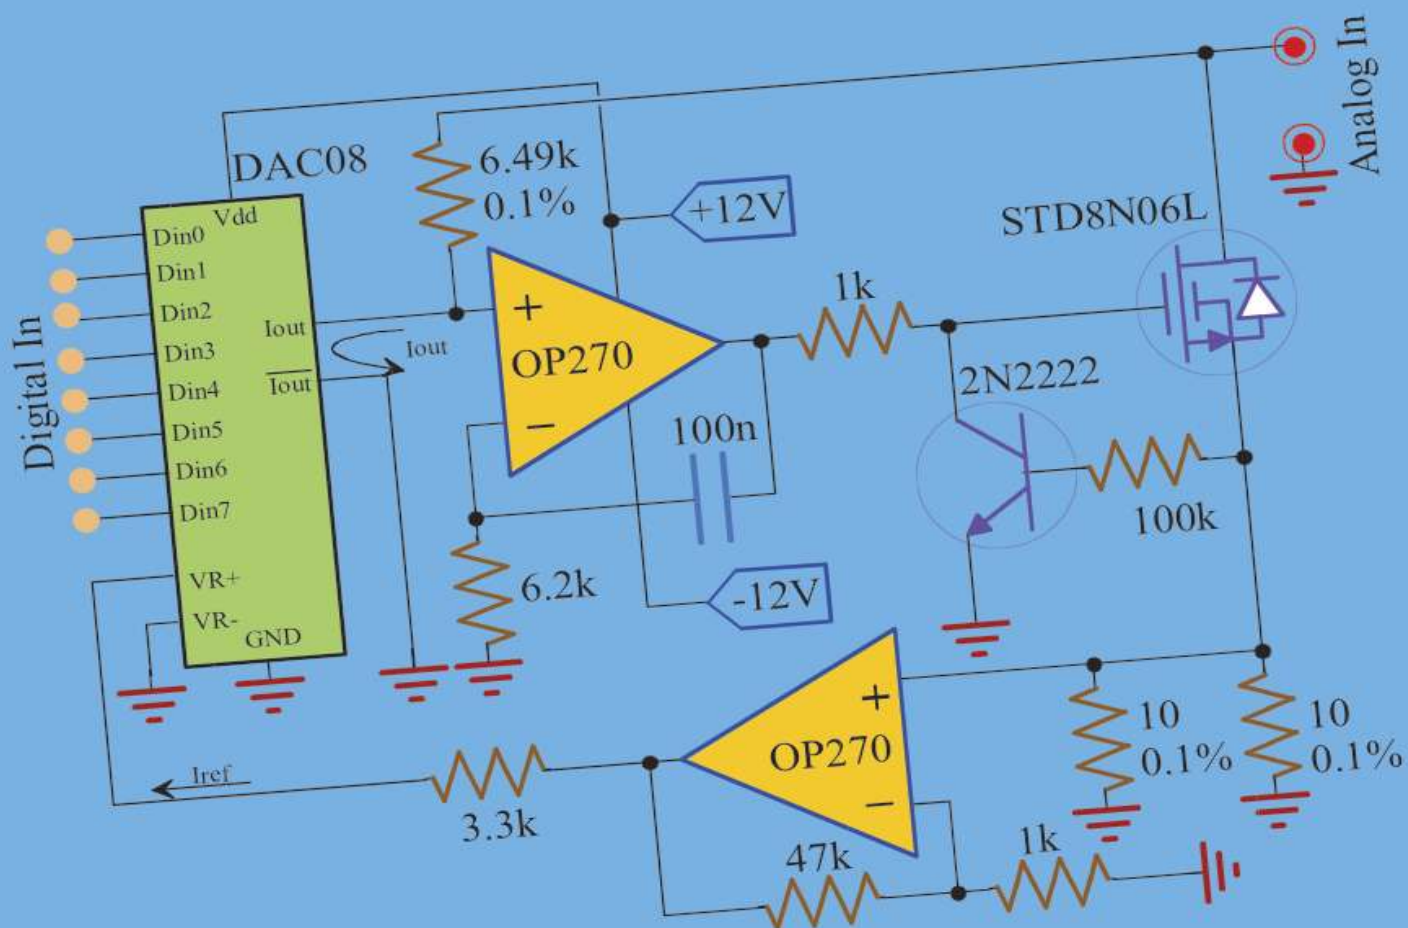 Analog In
DAC08
6.49k
0.1%
+12V
STD8N06L
Digital In
Vdd
Din0
Din1
Din2
Din3
Din4
Din5
Din6
Din7
Iout
Iout
Iout
VR+
VR-
GND
+
OP270
−
1k
2N2222
100n
100k
6.2k
-12V
+
OP270
−
10
0.1%
10
0.1%
Iref
3.3k
47k
1k